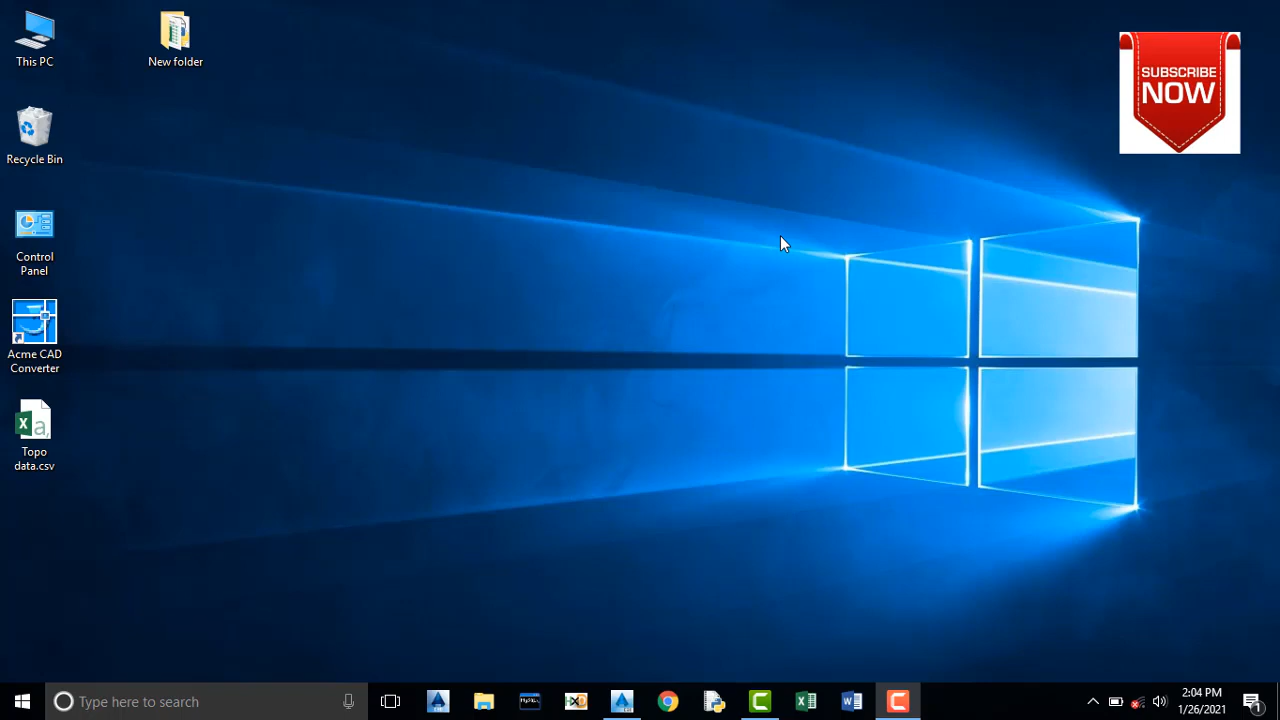 This PC
New folder
SUBSCRIBE
NOW
Recycle Bin
Control
Panel
Acme CAD
Converter
Topo
data.csv
Type here to search
2:04 PM
1/26/2021
1